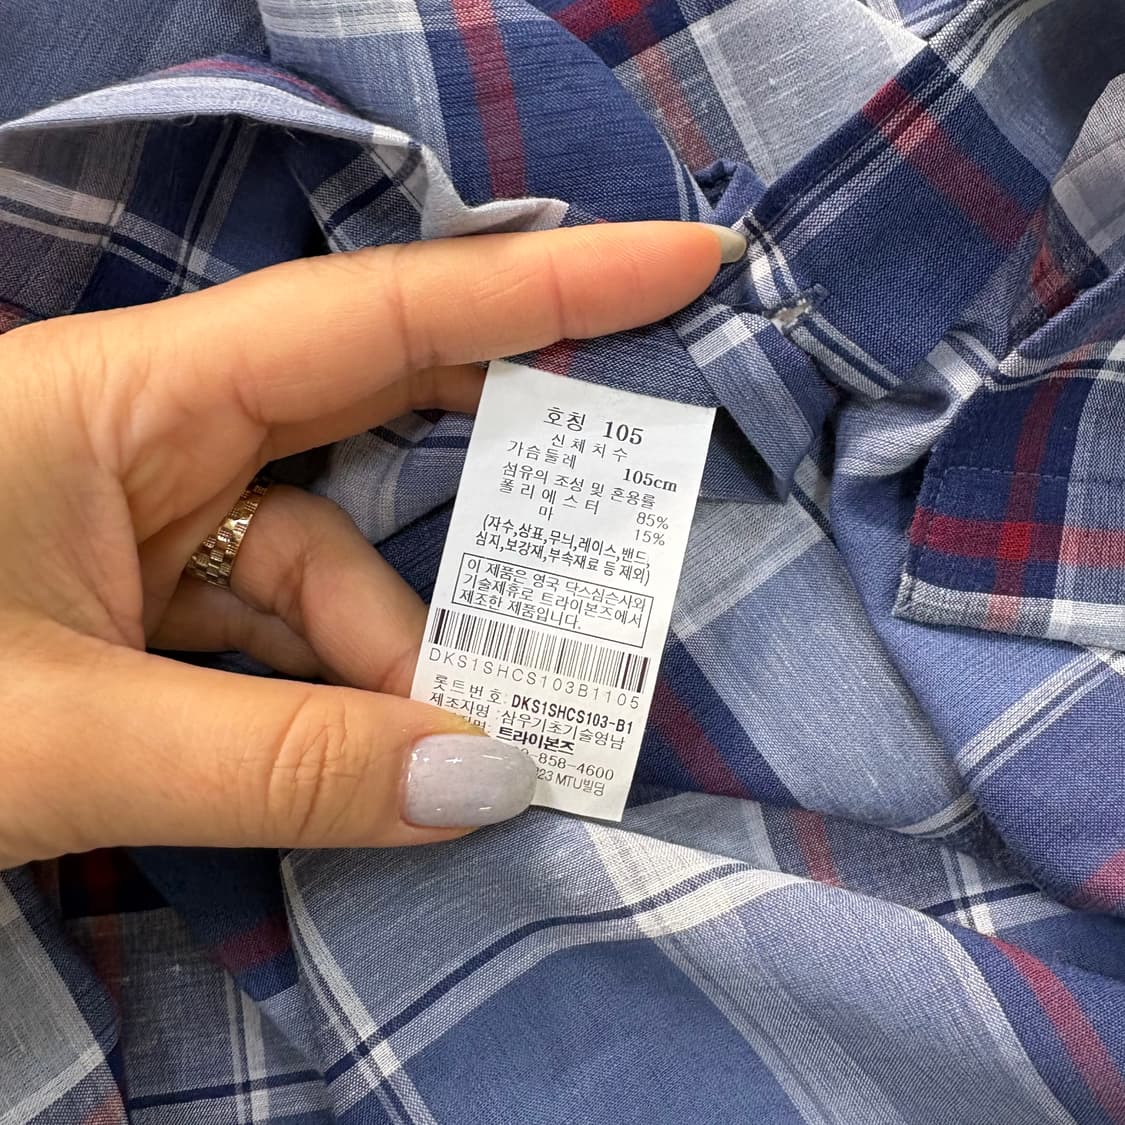 호칭 105
신체치수
가슴둘레 105cm
섬유의 조성 및 혼용률
폴리에스터 85%
마 15%
(자수,상표,무늬,레이스,밴드,
심지,보강재,부속재료 등 제외)
이 제품은 영국 닥스심슨사와
기술제휴로 트라이본즈에서
제조한 제품입니다.
DKS1SHCS103B1105
롯트번호: DKS1SHCS103-B1
제조자명 :삼우기초기술영남
트라이본즈
-858-4600
223 MTU빌딩